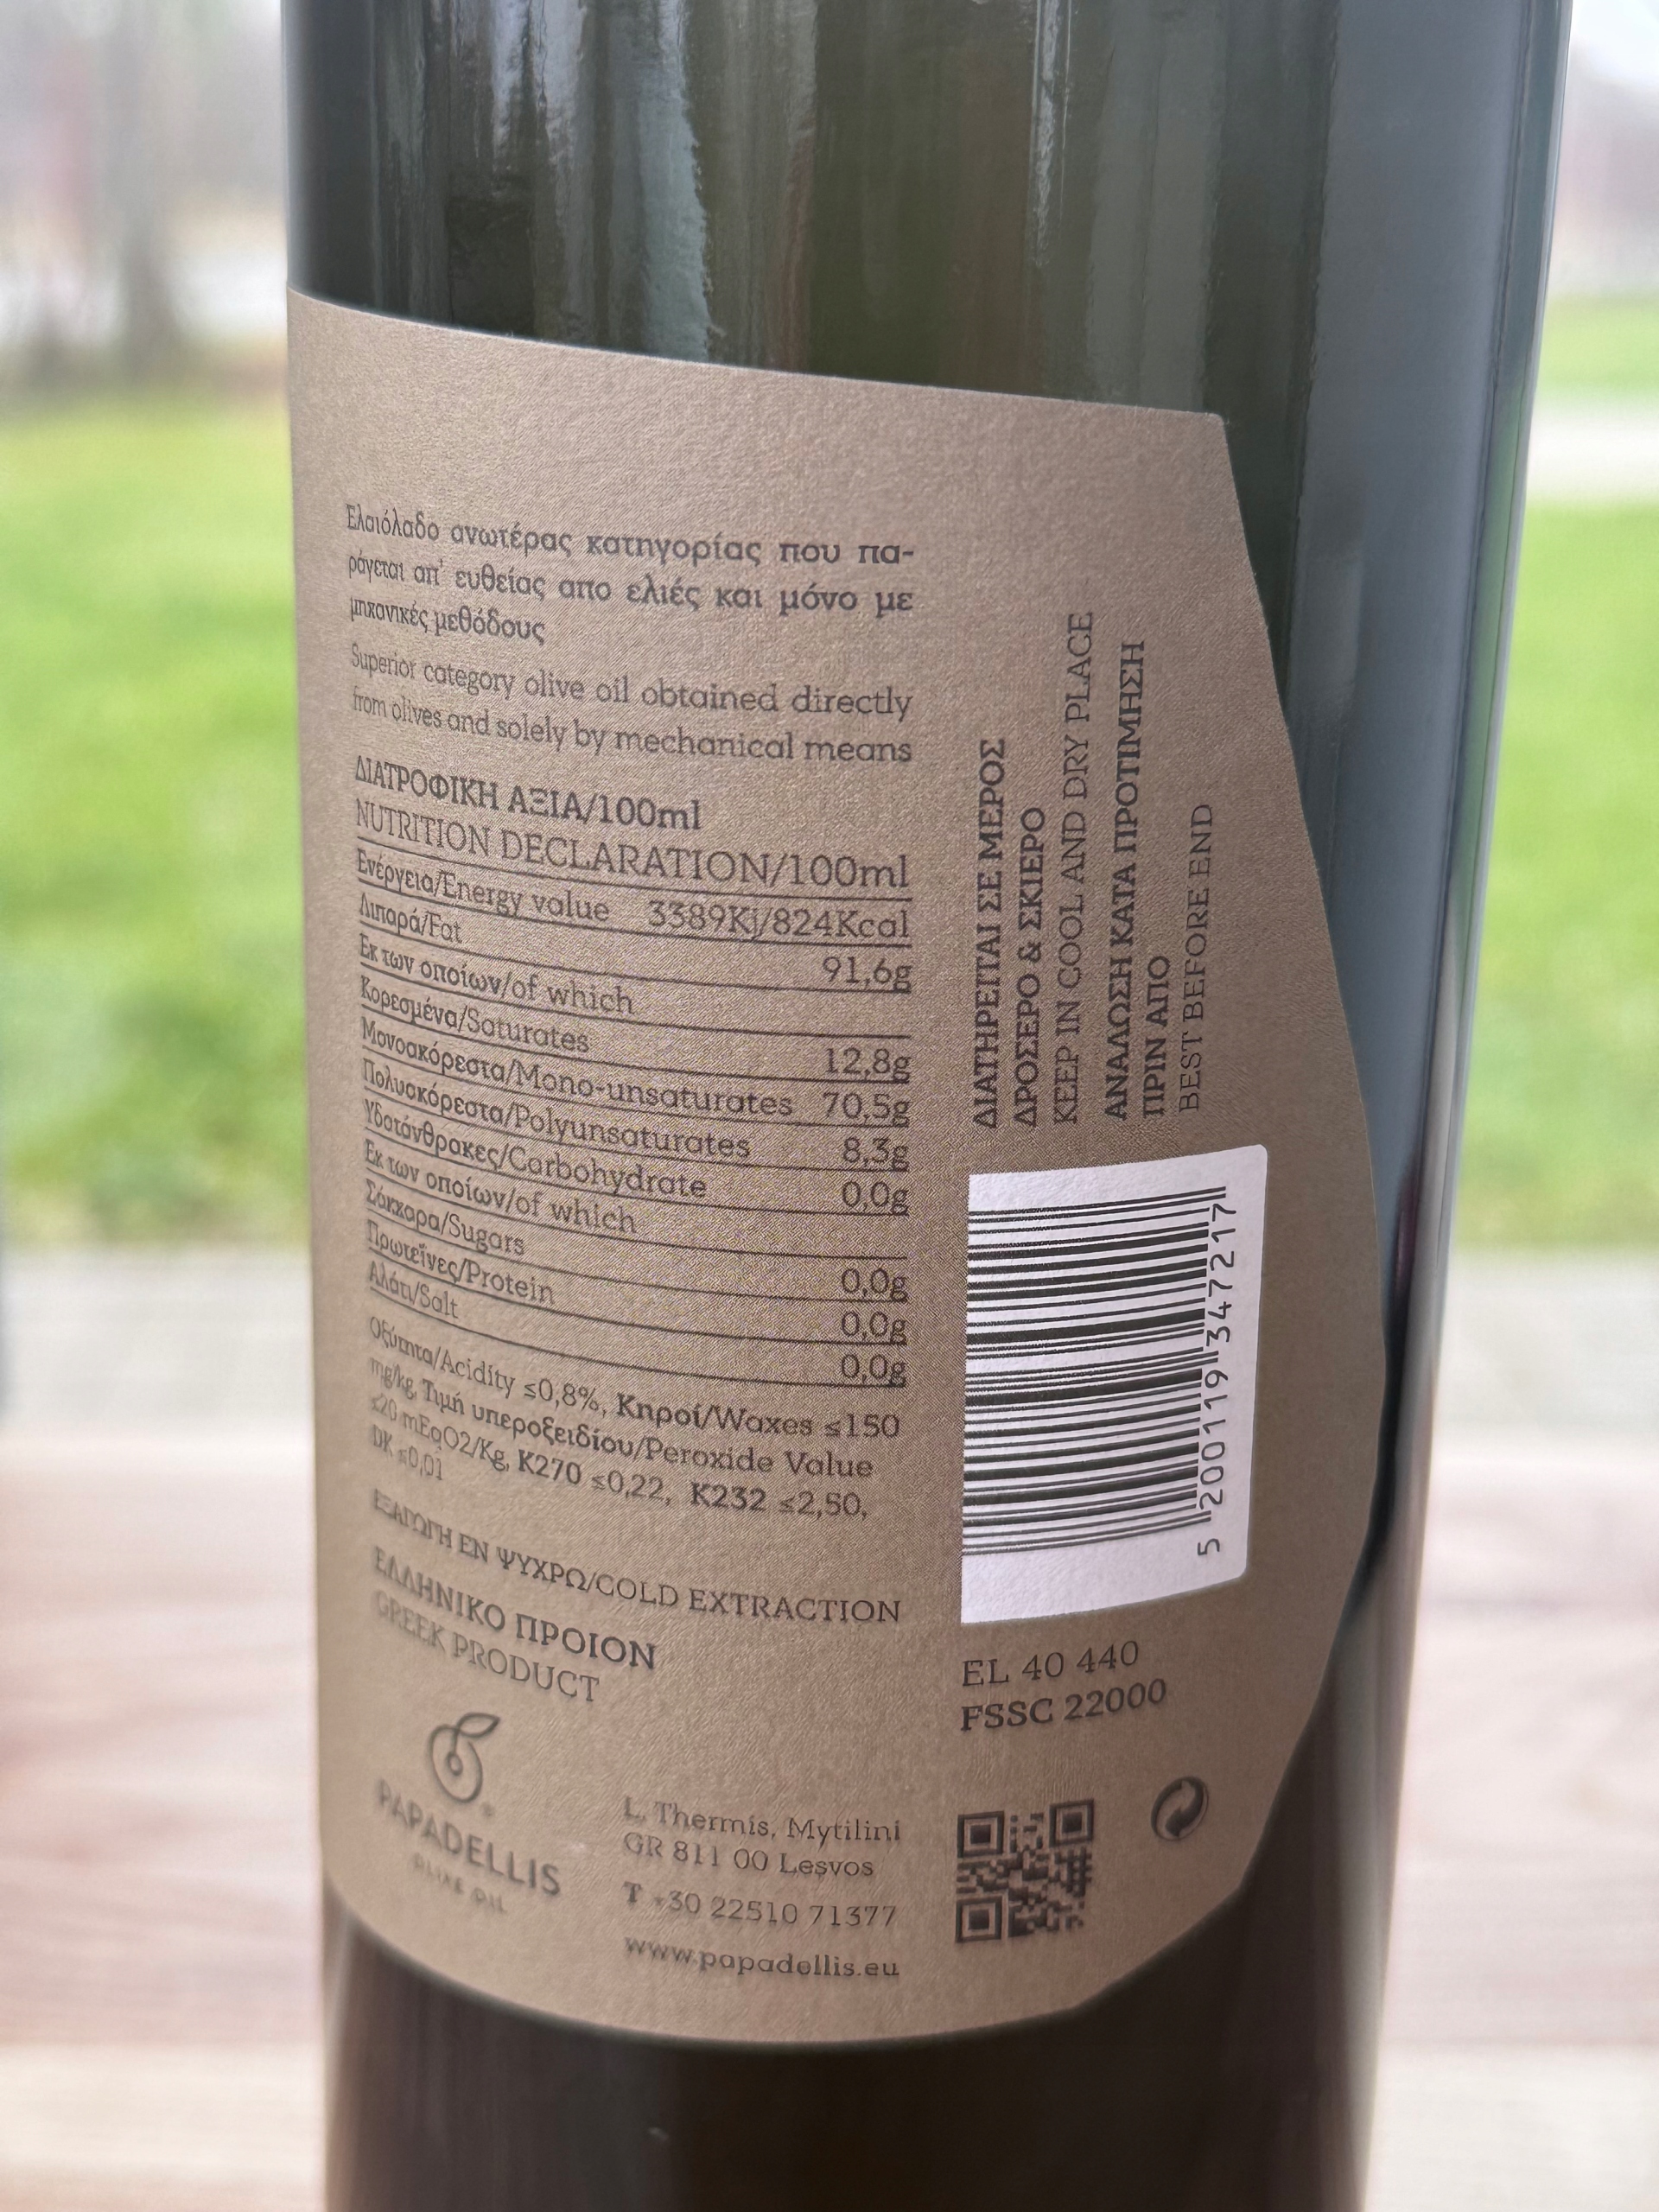 Ελαιόλαδο ανωτέρας κατηγορίας που πα-
ράγεται απ' ευθείας απο ελιές και μόνο με
μηχανικές μεθόδους
Superior category olive oil obtained directly
from olives and solely by mechanical means
ΔΙΑΤΡΟΦΙΚΗ ΑΞΙΑ/100ml
NUTRITION DECLARATION/100ml
Ενέργεια/Energy value 3389Kj/824Kcal
Λιπαρά/Fat 91,6g
Εκ των οποίων/of which
Κορεσμένα/Saturates 12,8g
Μονοακόρεστα/Mono-unsaturates 70,5g
Πολυακόρεστα/Polyunsaturates 8,3g
Υδατάνθρακες/Carbohydrate 0,0g
Εκ των οποίων/of which
Σάκχαρα/Sugars 0,0g
Πρωτεΐνες/Protein 0,0g
Αλάτι/Salt 0,0g
Οξύτητα/Acidity ≤0,8%, Κηροί/Waxes ≤150
mg/kg, Τιμή υπεροξειδίου/Peroxide Value
≤20 mEqO2/Kg, K270 ≤0,22, K232 ≤2,50,
DK ≤0,01
ΕΞΑΓΩΓΗ ΕΝ ΨΥΧΡΩ/COLD EXTRACTION
ΕΛΛΗΝΙΚΟ ΠΡΟΙΟΝ
GREEK PRODUCT
PAPADELLIS
OLIVE OIL
L. Thermis, Mytilini
GR 811 00 Lesvos
T +30 22510 71377
www.papadellis.eu
ΔΙΑΤΗΡΕΙΤΑΙ ΣΕ ΜΕΡΟΣ
ΔΡΟΣΕΡΟ & ΣΚΙΕΡΟ
KEEP IN COOL AND DRY PLACE
ΑΝΑΛΩΣΗ ΚΑΤΑ ΠΡΟΤΙΜΗΣΗ
ΠΡΙΝ ΑΠΟ
BEST BEFORE END
5 200119 347217
EL 40 440
FSSC 22000